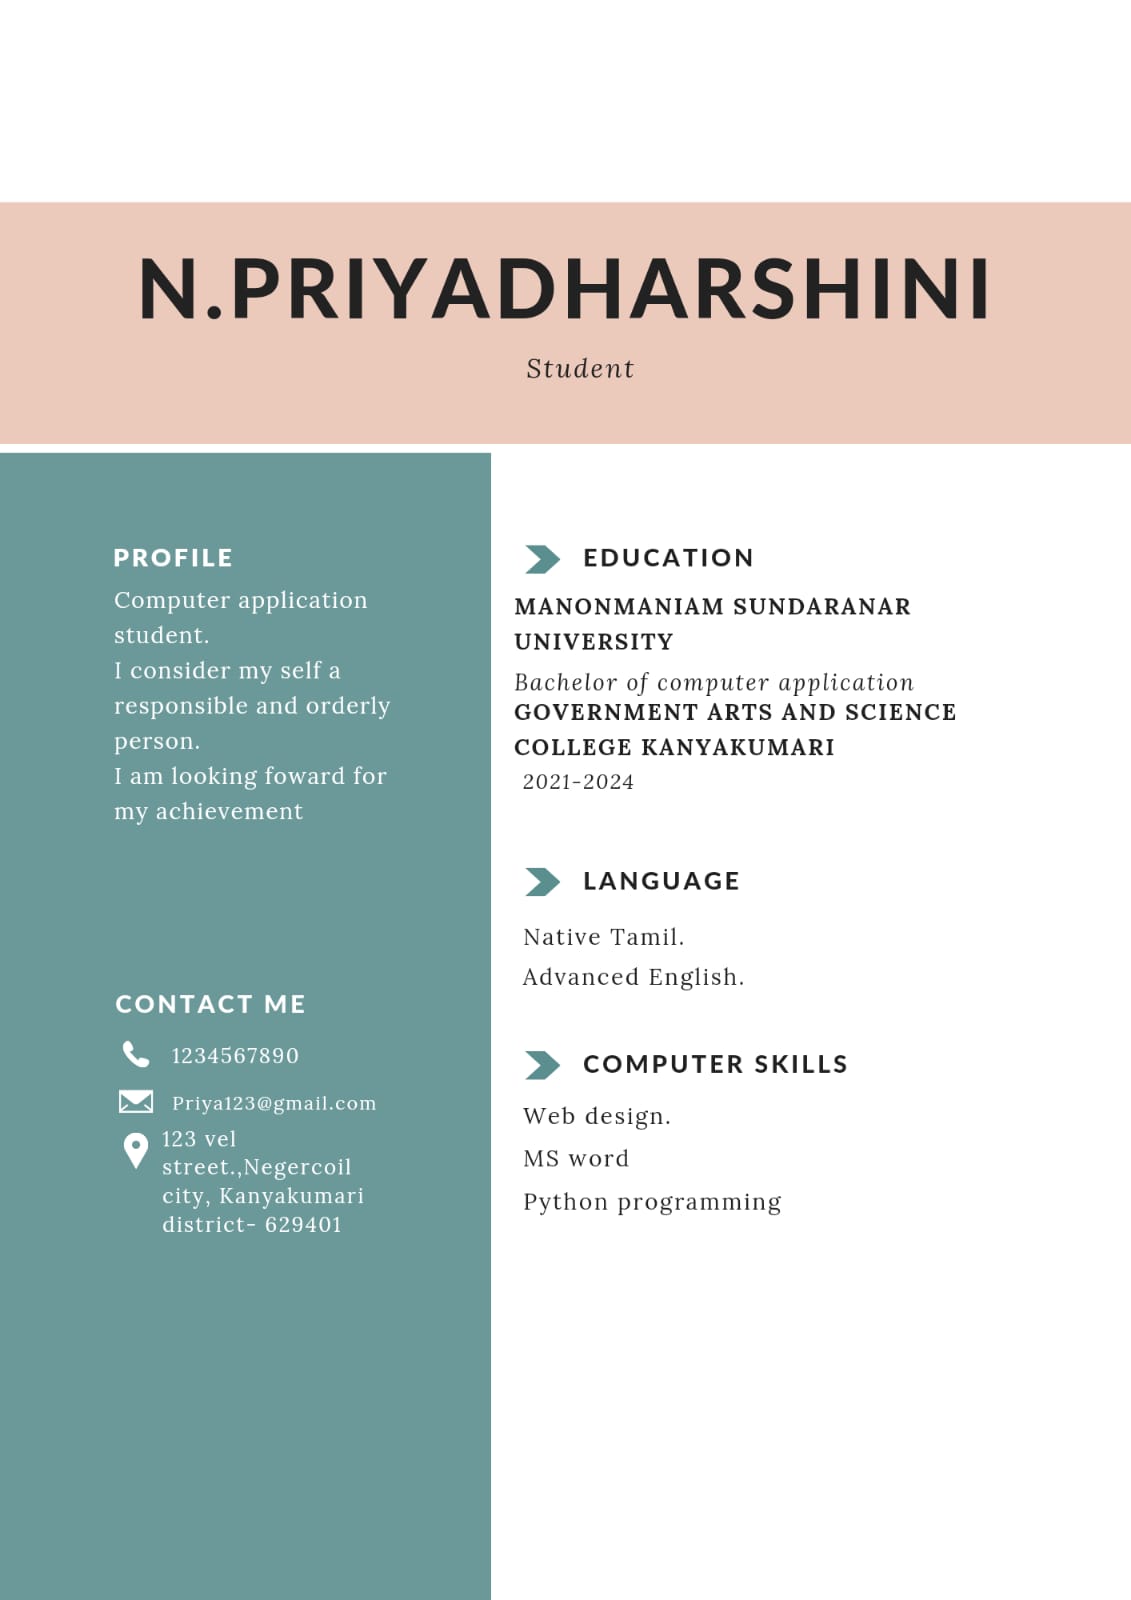 N.PRIYADHARSHINI
Student
PROFILE
Computer application
student.
I consider my self a
responsible and orderly
person.
I am looking foward for
my achievement
CONTACT ME
1234567890
Priya123@gmail.com
123 vel
street.,Negercoil
city, Kanyakumari
district- 629401
EDUCATION
MANONMANIAM SUNDARANAR
UNIVERSITY
Bachelor of computer application
GOVERNMENT ARTS AND SCIENCE
COLLEGE KANYAKUMARI
2021-2024
LANGUAGE
Native Tamil.
Advanced English.
COMPUTER SKILLS
Web design.
MS word
Python programming